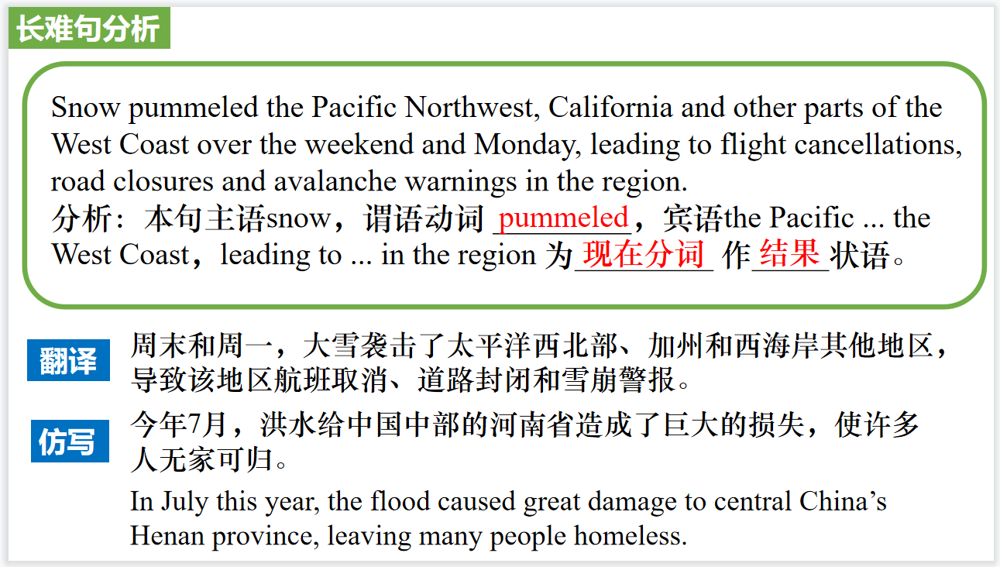 长难句分析
Snow pummeled the Pacific Northwest, California and other parts of the
West Coast over the weekend and Monday, leading to flight cancellations,
road closures and avalanche warnings in the region.
分析：本句主语snow，谓语动词 pummeled，宾语the Pacific ... the
West Coast，leading to ... in the region 为 现在分词 作 结果 状语。
翻译
周末和周一，大雪袭击了太平洋西北部、加州和西海岸其他地区，
导致该地区航班取消、道路封闭和雪崩警报。
仿写
今年7月，洪水给中国中部的河南省造成了巨大的损失，使许多
人无家可归。
In July this year, the flood caused great damage to central China’s
Henan province, leaving many people homeless.